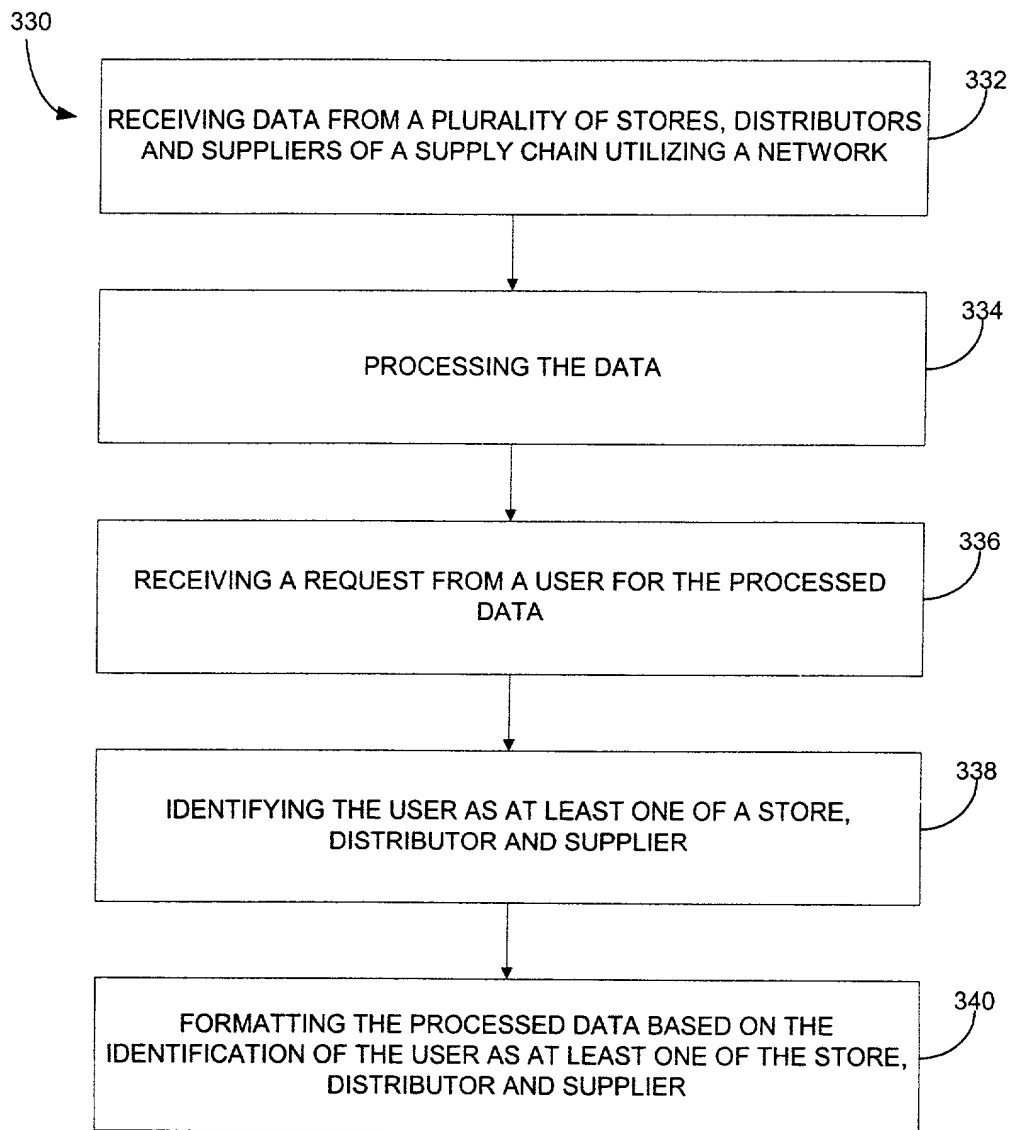 330
332
RECEIVING DATA FROM A PLURALITY OF STORES, DISTRIBUTORS
AND SUPPLIERS OF A SUPPLY CHAIN UTILIZING A NETWORK
334
PROCESSING THE DATA
336
RECEIVING A REQUEST FROM A USER FOR THE PROCESSED
DATA
338
IDENTIFYING THE USER AS AT LEAST ONE OF A STORE,
DISTRIBUTOR AND SUPPLIER
340
FORMATTING THE PROCESSED DATA BASED ON THE
IDENTIFICATION OF THE USER AS AT LEAST ONE OF THE STORE,
DISTRIBUTOR AND SUPPLIER